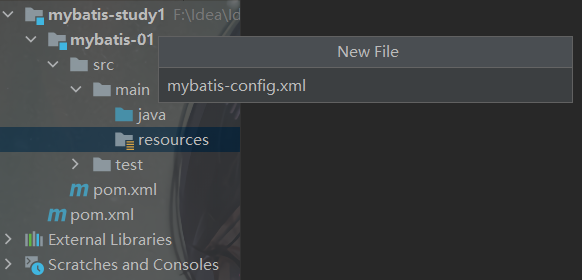 mybatis-study1 F:\Idea\Id
mybatis-01
New File
src
mybatis-config.xml
main
java
resources
test
pom.xml
pom.xml
External Libraries
Scratches and Consoles